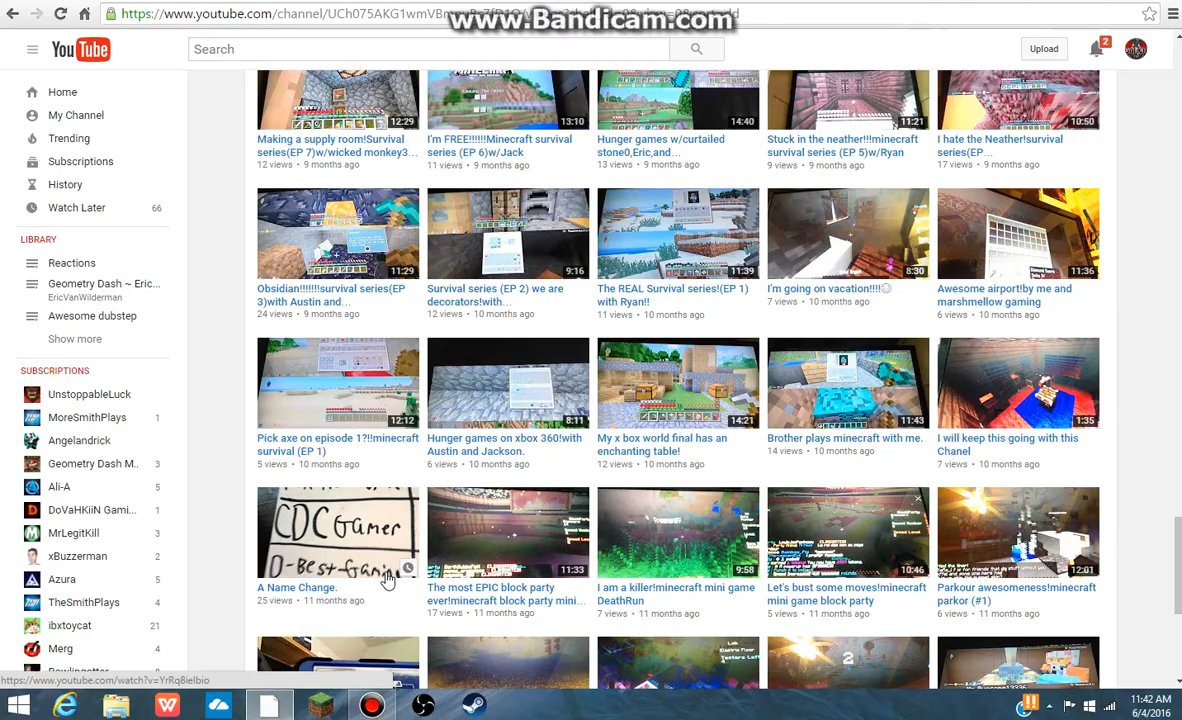 https://www.youtube.com/channel/UCh075AKG1wmVB
www.Bandicam.com
YouTube
Search
Upload
2
Home
My Channel
Trending
Subscriptions
History
Watch Later 66
LIBRARY
Reactions
Geometry Dash ~ Eric...
EricVanWilderman
Awesome dubstep
Show more
SUBSCRIPTIONS
UnstoppableLuck
MoreSmithPlays 1
Angelandrick
Geometry Dash M.. 3
Ali-A 5
DoVaHKiiN Gami... 1
MrLegitKill 3
xBuzzerman 2
Azura 3
TheSmithPlays 2
ibxtoycat 21
Merg 4
12:29
13:10
14:40
11:21
10:50
Making a supply room!Survival series(EP 7)w/wicked monkey3...
12 views • 9 months ago
I'm FREE!!!!!!Minecraft survival series (EP 6)w/Jack
11 views • 9 months ago
Hunger games w/curtailed stone0,Eric,and...
13 views • 9 months ago
Stuck in the neather!!!minecraft survival series (EP 5)w/Ryan
9 views • 9 months ago
I hate the Neather!survival series(EP...
17 views • 9 months ago
11:29
9:16
11:39
8:30
11:36
Obsidian!!!!!!!survival series(EP 3)with Austin and...
24 views • 9 months ago
Survival series (EP 2) we are decorators!with...
12 views • 10 months ago
The REAL Survival series!(EP 1) with Ryan!!
11 views • 10 months ago
I'm going on vacation!!!!
7 views • 10 months ago
Awesome airport!by me and marshmellow gaming
6 views • 10 months ago
12:12
8:11
14:21
11:43
1:35
Pick axe on episode 1?!!minecraft survival (EP 1)
5 views • 10 months ago
Hunger games on xbox 360!with Austin and Jackson.
6 views • 10 months ago
My x box world final has an enchanting table!
12 views • 10 months ago
Brother plays minecraft with me.
14 views • 10 months ago
I will keep this going with this Chanel
7 views • 10 months ago
CDC Gamer
D-Best-
11:33
9:58
10:46
12:01
A Name Change.
25 views • 11 months ago
The most EPIC block party ever!minecraft block party mini...
17 views • 11 months ago
I am a killer!minecraft mini game DeathRun
7 views • 11 months ago
Let's bust some moves!minecraft mini game block party
7 views • 11 months ago
Parkour awesomeness!minecraft parkor (#1)
6 views • 11 months ago
2
https://www.youtube.com/watch?v=YrRq8ielbio
11:42 AM
6/4/2016